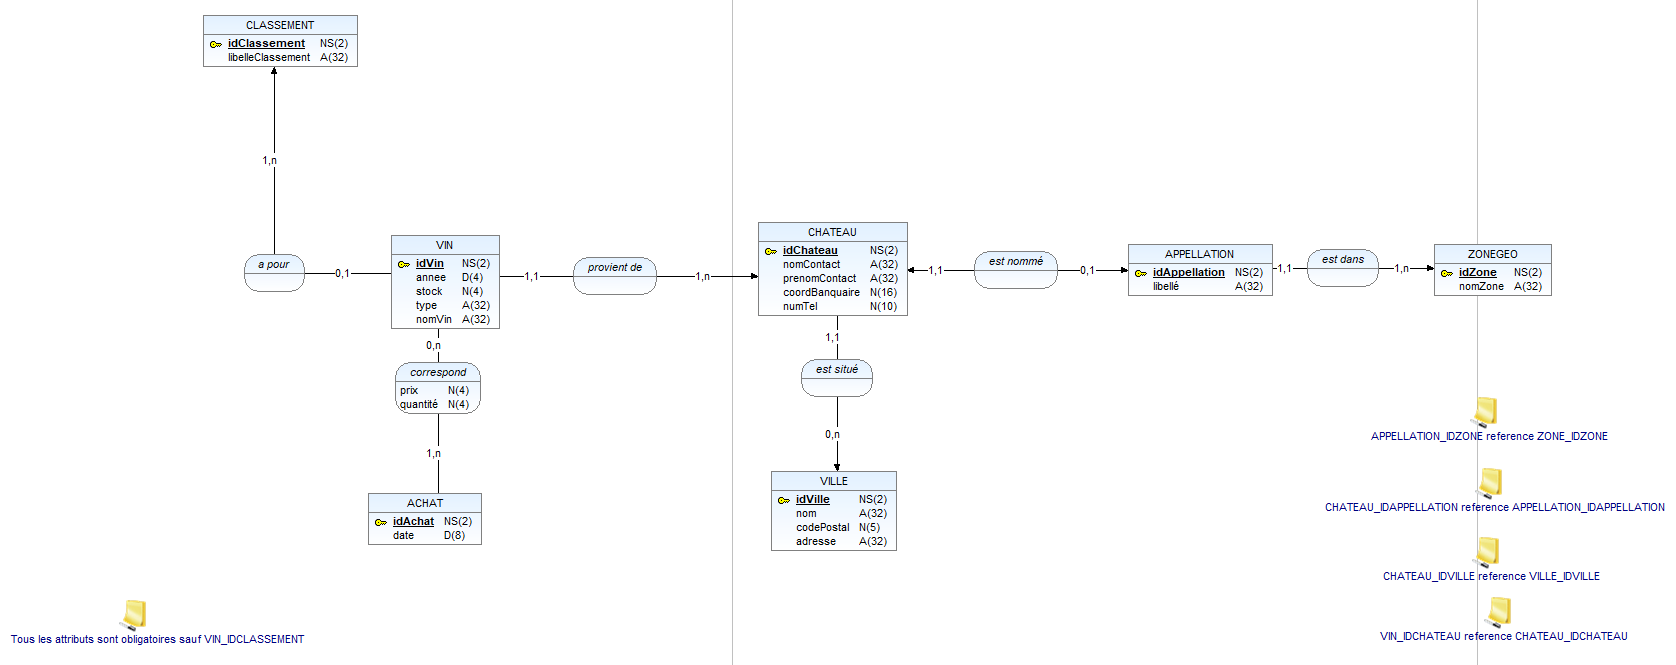 CLASSEMENT
idClassement NS(2)
libelleClassement A(32)
1,n
a pour
0,1
VIN
idVin NS(2)
annee D(4)
stock N(4)
type A(32)
nomVin A(32)
1,1
provient de
1,n
CHATEAU
idChateau NS(2)
nomContact A(32)
prenomContact A(32)
coordBanquaire N(16)
numTel N(10)
1,1
est nommé
0,1
APPELLATION
idAppellation NS(2)
libellé A(32)
1,1
est dans
1,n
ZONEGEO
idZone NS(2)
nomZone A(32)
0,n
correspond
prix N(4)
quantité N(4)
1,n
ACHAT
idAchat NS(2)
date D(8)
1,1
est situé
0,n
VILLE
idVille NS(2)
nom A(32)
codePostal N(5)
adresse A(32)
APPELLATION_IDZONE reference ZONE_IDZONE
CHATEAU_IDAPPELLATION reference APPELLATION_IDAPPELLATION
CHATEAU_IDVILLE reference VILLE_IDVILLE
VIN_IDCHATEAU reference CHATEAU_IDCHATEAU
Tous les attributs sont obligatoires sauf VIN_IDCLASSEMENT